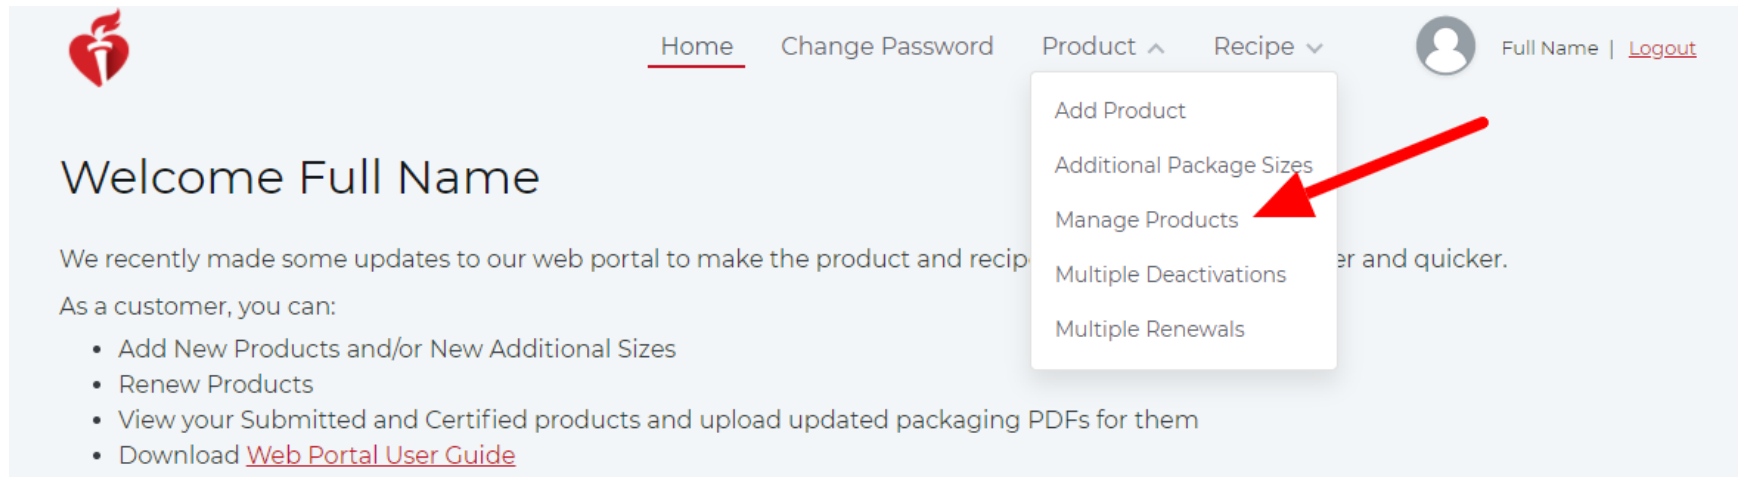 Home Change Password Product Recipe Full Name | Logout
Add Product
Additional Package Sizes
Manage Products
Multiple Deactivations
Multiple Renewals
Welcome Full Name
We recently made some updates to our web portal to make the product and recip er and quicker.
As a customer, you can:
• Add New Products and/or New Additional Sizes
• Renew Products
• View your Submitted and Certified products and upload updated packaging PDFs for them
• Download Web Portal User Guide